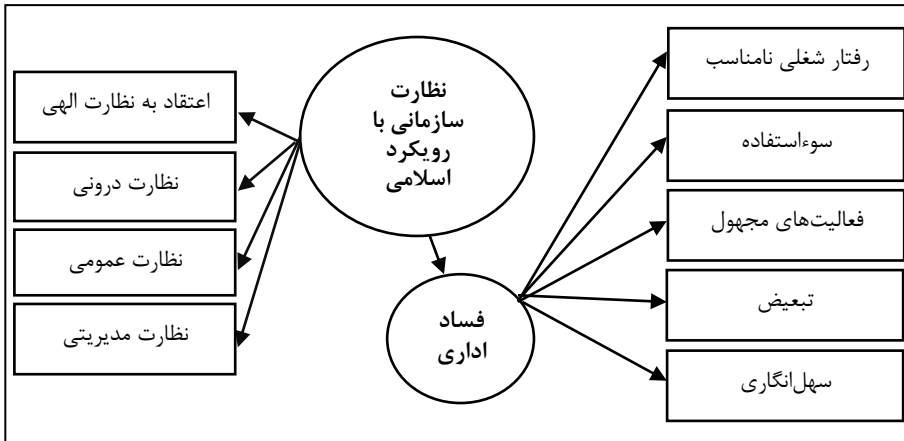 نظارت
سازمانی با
رویکرد
اسلامی
اعتقاد به نظارت الهی
نظارت درونی
نظارت عمومی
نظارت مدیریتی
فساد
اداری
رفتار شغلی نامناسب
سوءاستفاده
فعالیت‌های مجهول
تبعیض
سهل‌انگاری